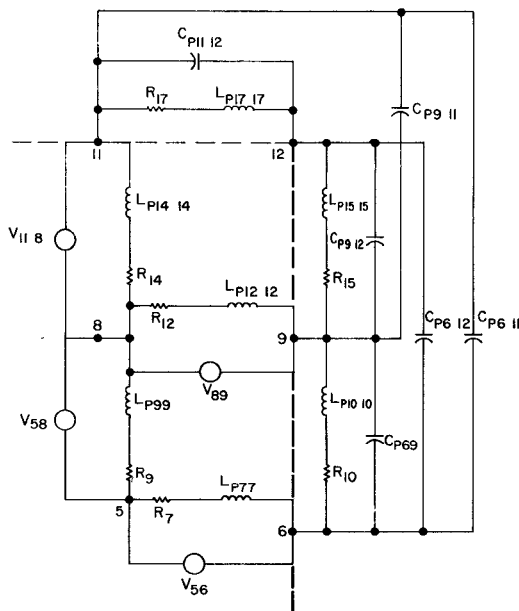 C_P11 12
R_17
L_P17 17
C_P9 11
11
12
L_P14 14
L_P15 15
V_11 8
C_P9 12
R_14
R_15
L_P12 12
R_12
8
9
C_P6 12
C_P6 11
L_P99
V_89
L_P10 10
V_58
C_P69
R_9
L_P77
R_10
5
R_7
6
V_56